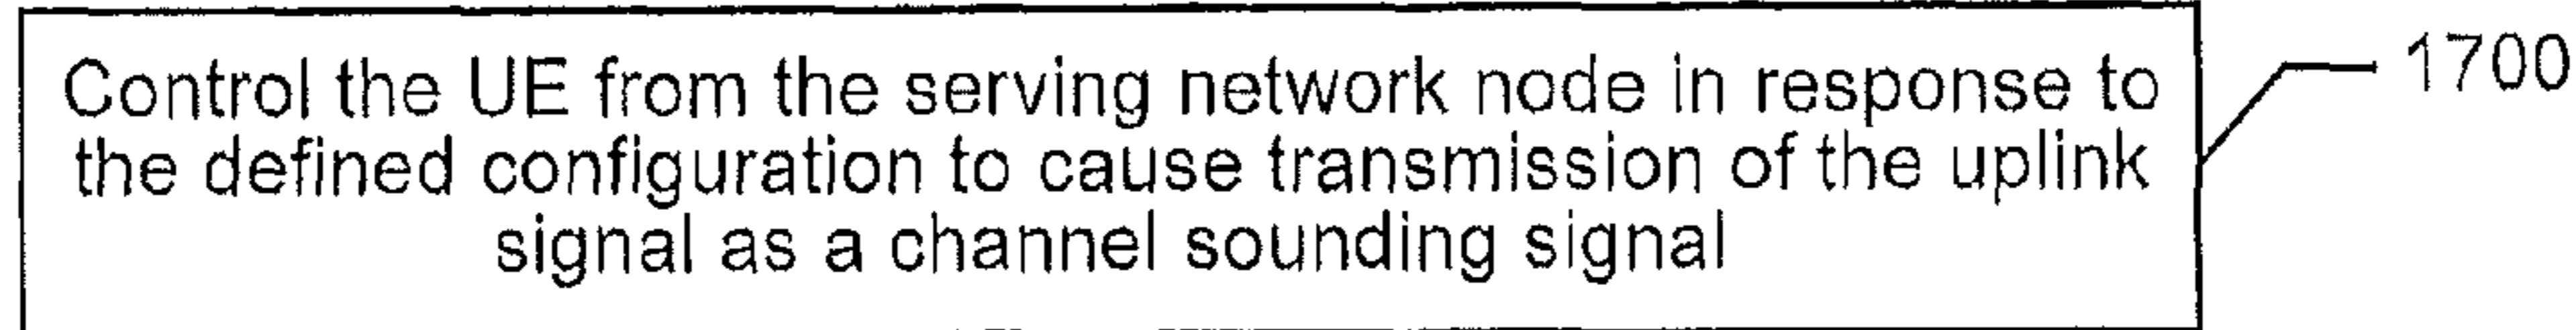 Control the UE from the serving network node in response to
the defined configuration to cause transmission of the uplink
signal as a channel sounding signal
1700